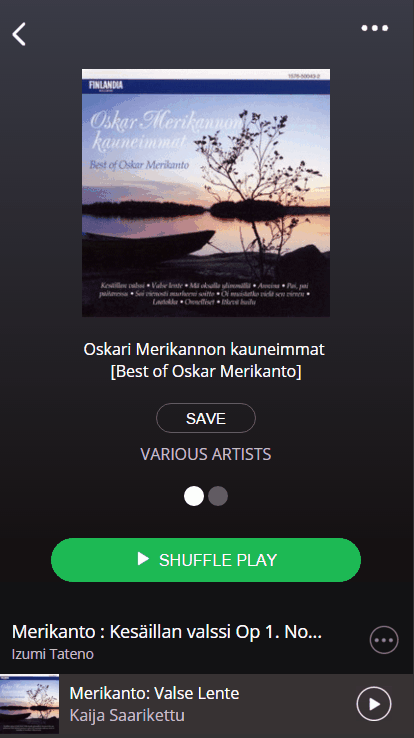 FINLANDIA
1576-50043-2
Oskar Merikannon
kauneimmat
Best of Oskar Merikanto
Kesäillan valssi • Valse lente • Mä oksalla ylimmällä • Annina • Pai, pai
paitaressu • Soi vienosti murheeni soitto • Oi muistatko vielä sen virren •
Laatokka • Onnelliset • Itkevä huilu
Oskari Merikannon kauneimmat
[Best of Oskar Merikanto]
SAVE
VARIOUS ARTISTS
SHUFFLE PLAY
Merikanto : Kesäillan valssi Op 1. No...
Izumi Tateno
Merikanto: Valse Lente
Kaija Saarikettu